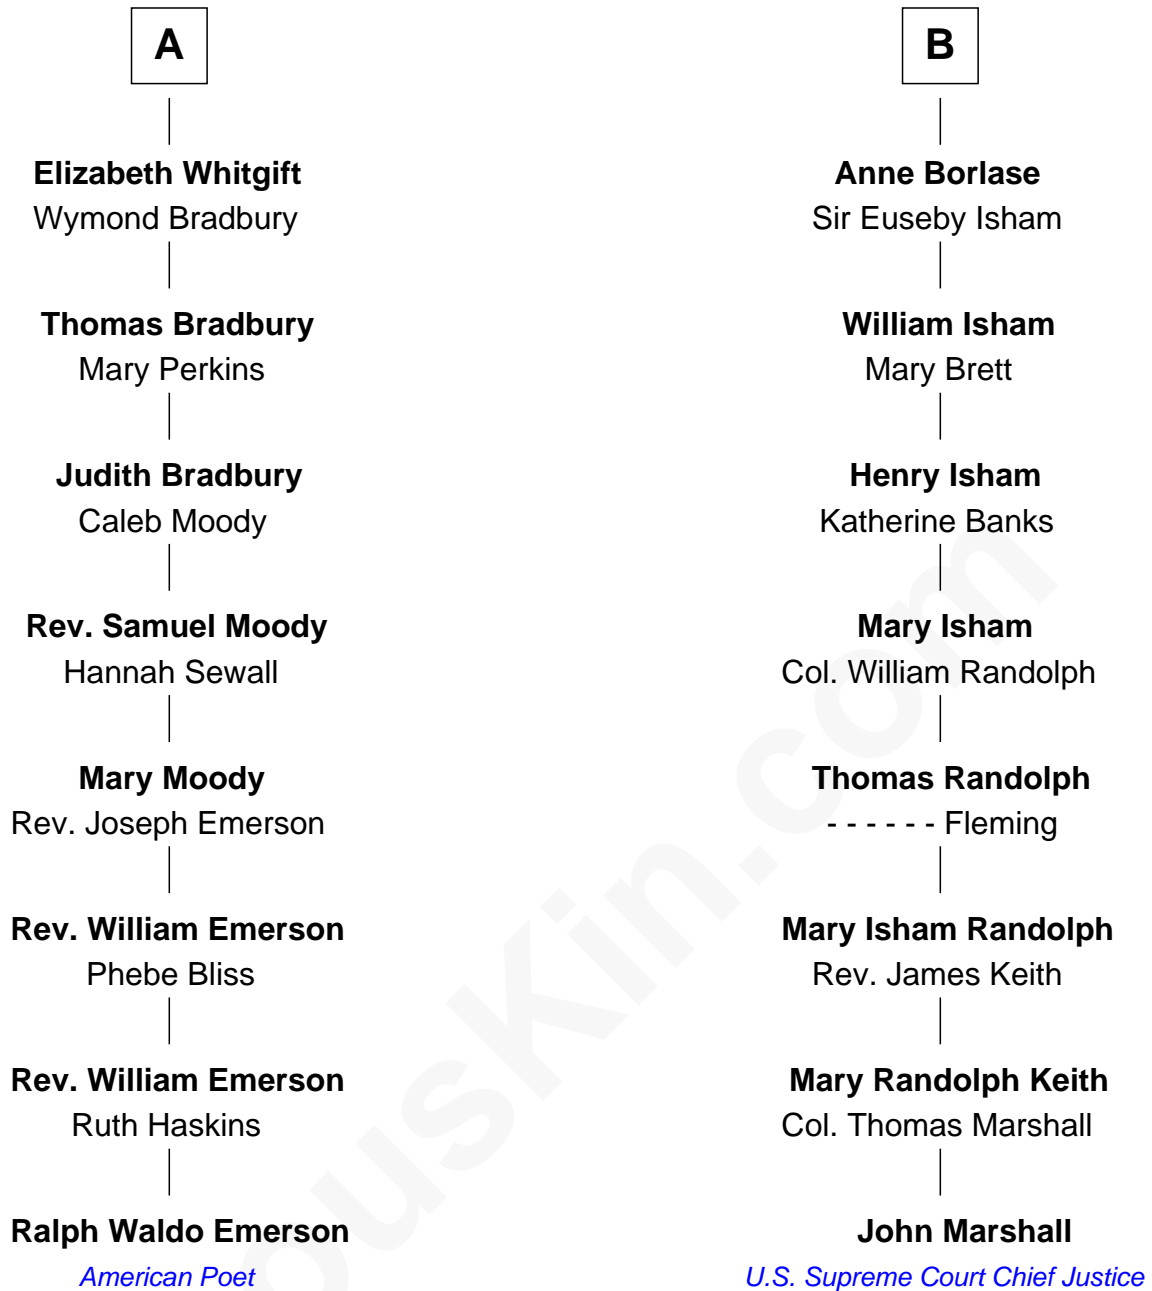 A
Elizabeth Whitgift
Wymond Bradbury
Thomas Bradbury
Mary Perkins
Judith Bradbury
Caleb Moody
Rev. Samuel Moody
Hannah Sewall
Mary Moody
Rev. Joseph Emerson
Rev. William Emerson
Phebe Bliss
Rev. William Emerson
Ruth Haskins
Ralph Waldo Emerson
American Poet
B
Anne Borlase
Sir Euseby Isham
William Isham
Mary Brett
Henry Isham
Katherine Banks
Mary Isham
Col. William Randolph
Thomas Randolph
- - - - - - Fleming
Mary Isham Randolph
Rev. James Keith
Mary Randolph Keith
Col. Thomas Marshall
John Marshall
U.S. Supreme Court Chief Justice
ousKin.com